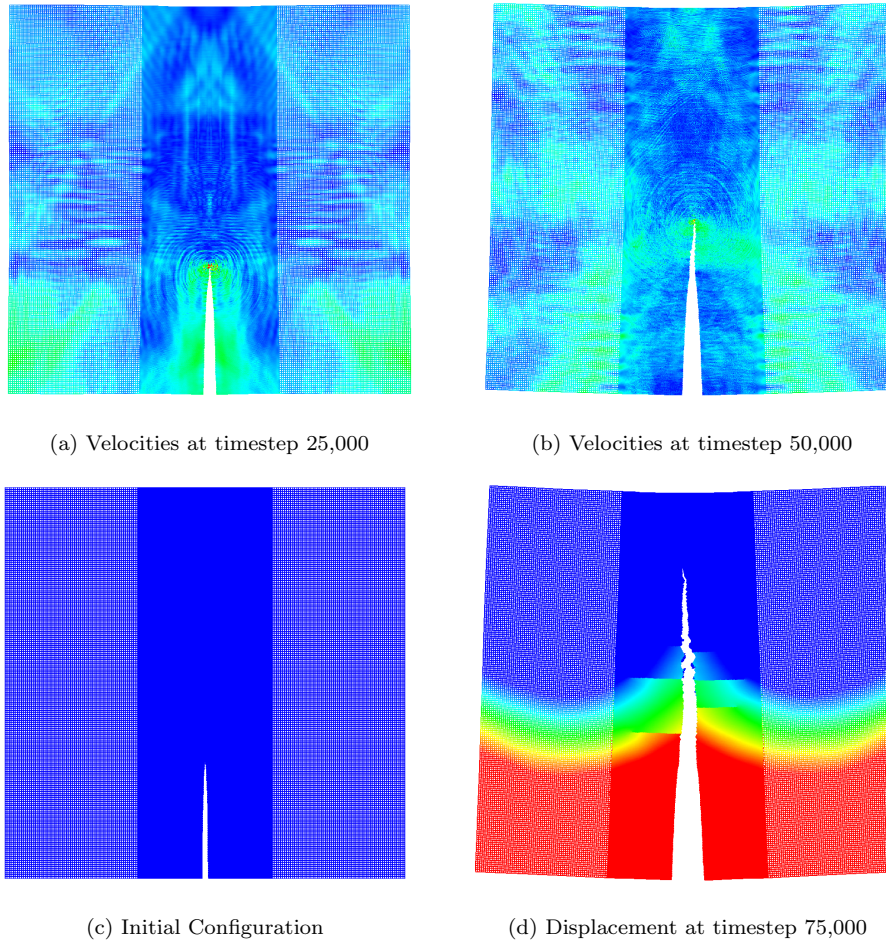 (a) Velocities at timestep 25,000
(b) Velocities at timestep 50,000
(c) Initial Configuration
(d) Displacement at timestep 75,000